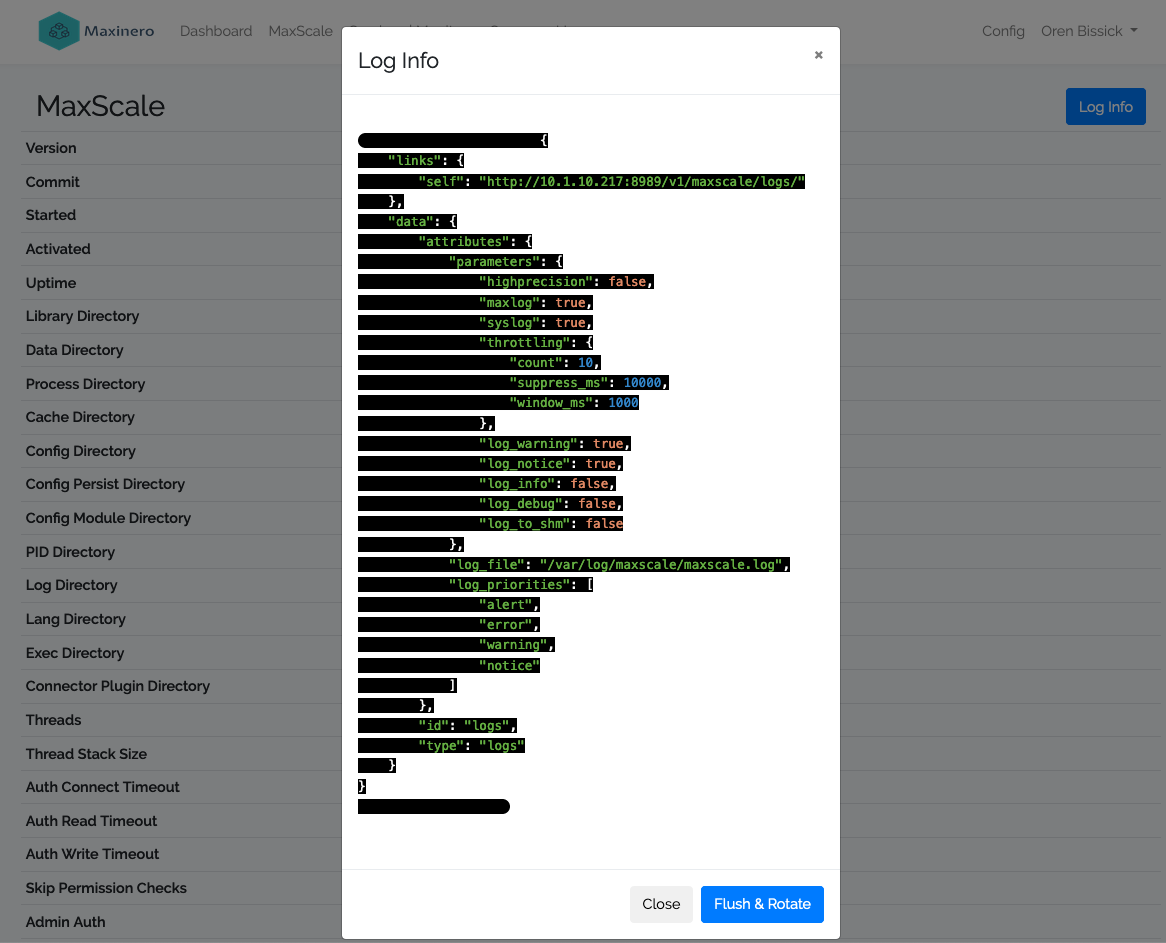 Maxinero
Dashboard
MaxScale
Config
Oren Bissick
Log Info
×
MaxScale
Log Info
Version
Commit
Started
Activated
Uptime
Library Directory
Data Directory
Process Directory
Cache Directory
Config Directory
Config Persist Directory
Config Module Directory
PID Directory
Log Directory
Lang Directory
Exec Directory
Connector Plugin Directory
Threads
Thread Stack Size
Auth Connect Timeout
Auth Read Timeout
Auth Write Timeout
Skip Permission Checks
Admin Auth
{
"links": {
"self": "http://10.1.10.217:8989/v1/maxscale/logs/"
},
"data": {
"attributes": {
"parameters": {
"highprecision": false,
"maxlog": true,
"syslog": true,
"throttling": {
"count": 10,
"suppress_ms": 10000,
"window_ms": 1000
},
"log_warning": true,
"log_notice": true,
"log_info": false,
"log_debug": false,
"log_to_shm": false
},
"log_file": "/var/log/maxscale/maxscale.log",
"log_priorities": [
"alert",
"error",
"warning",
"notice"
]
},
"id": "logs",
"type": "logs"
}
}
Close
Flush & Rotate